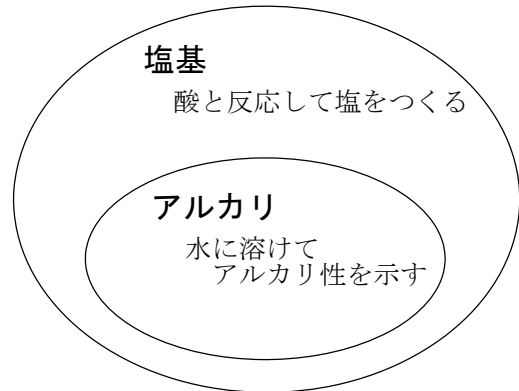 塩基
酸と反応して塩をつくる
アルカリ
水に溶けて
アルカリ性を示す